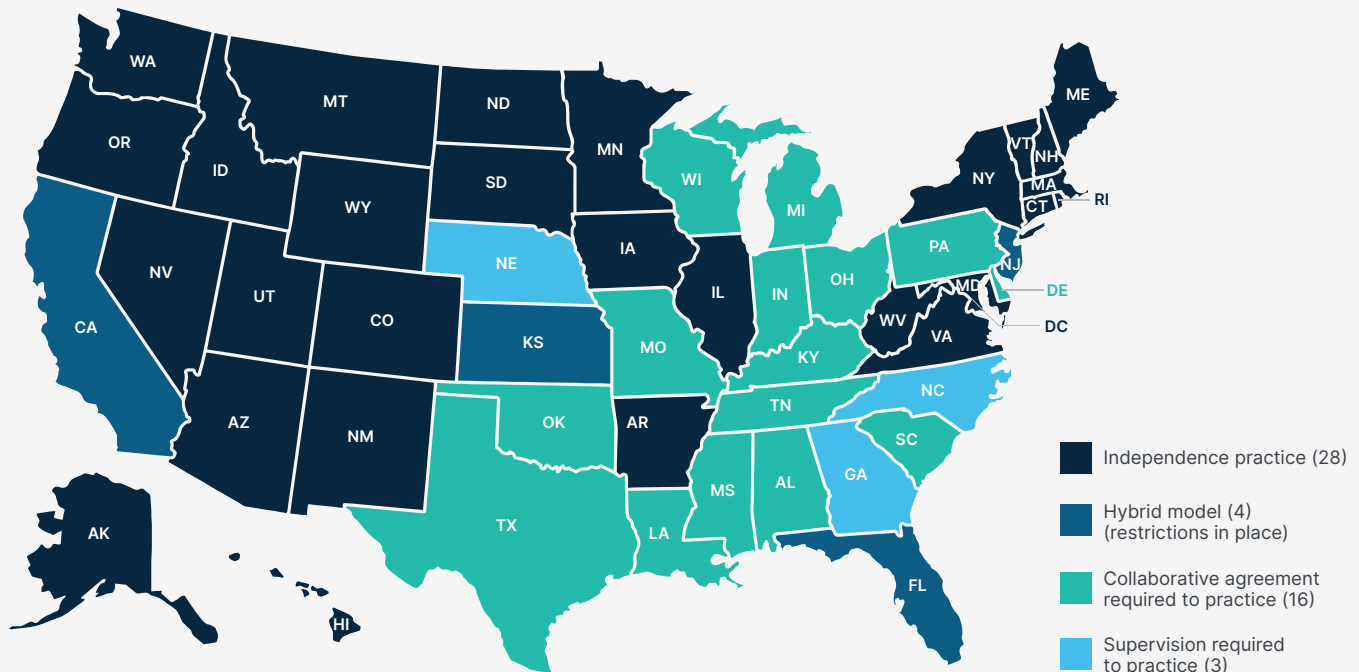 WA
OR
ID
MT
ND
MN
SD
WY
NV
UT
CO
CA
NE
IA
KS
WI
MI
IL
IN
OH
PA
NY
VT
NH
ME
MA
CT
RI
NJ
MD
DE
DC
WV
VA
KY
MO
TN
NC
SC
AR
OK
AZ
NM
TX
LA
MS
AL
GA
FL
AK
HI
Independence practice (28)
Hybrid model (4)
(restrictions in place)
Collaborative agreement
required to practice (16)
Supervision required
to practice (3)